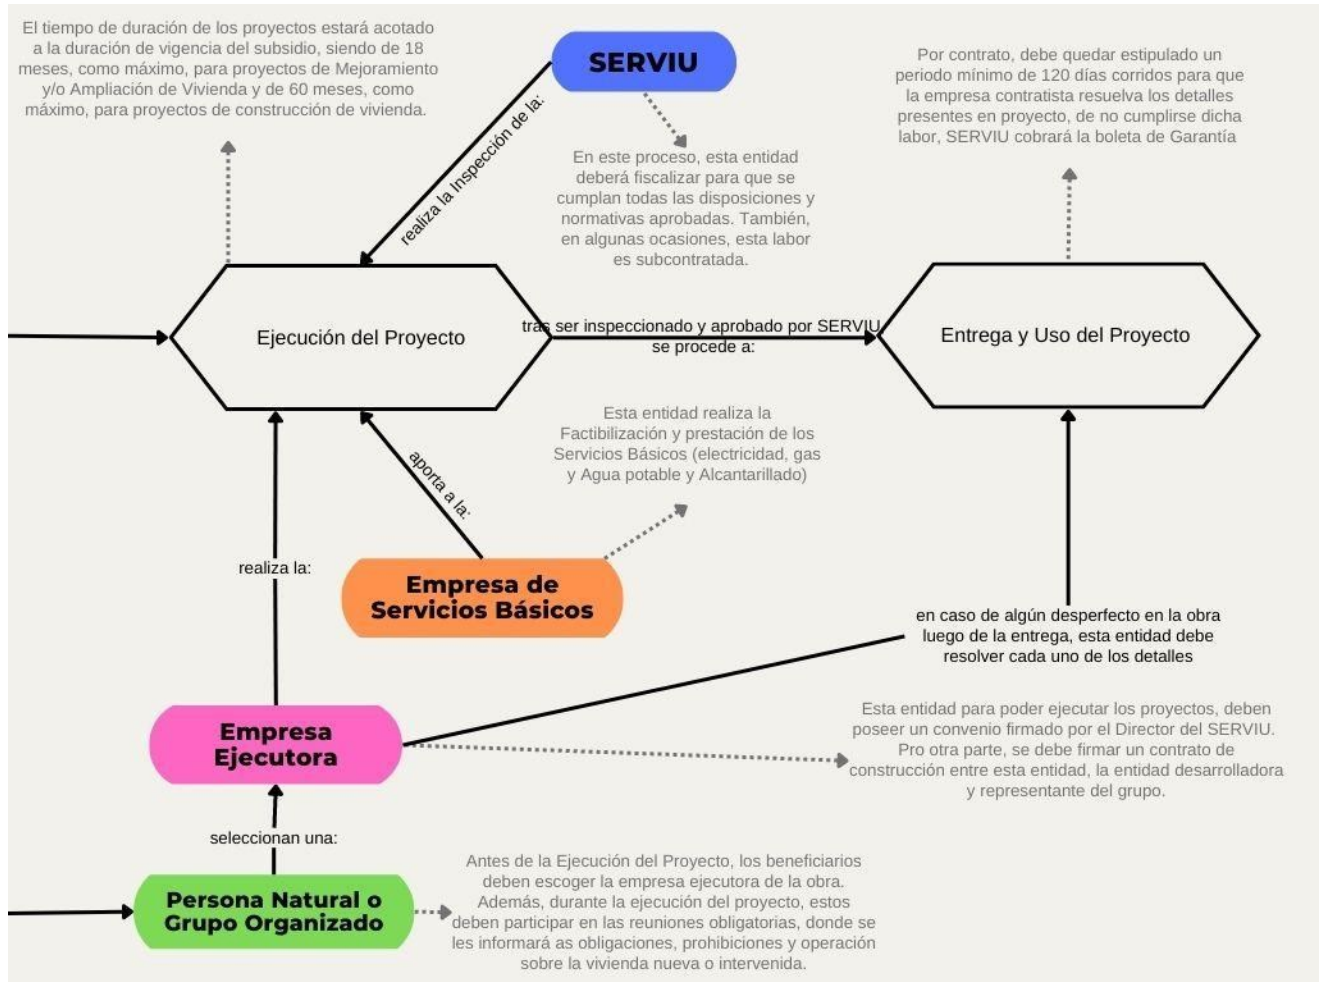 El tiempo de duración de los proyectos estará acotado
a la duración de vigencia del subsidio, siendo de 18
meses, como máximo, para proyectos de Mejoramiento
y/o Ampliación de Vivienda y de 60 meses, como
máximo, para proyectos de construcción de vivienda.
SERVIU
realiza la Inspección de la:
En este proceso, esta entidad
deberá fiscalizar para que se
cumplan todas las disposiciones y
normativas aprobadas. También,
en algunas ocasiones, esta labor
es subcontratada.
Por contrato, debe quedar estipulado un
periodo mínimo de 120 días corridos para que
la empresa contratista resuelva los detalles
presentes en proyecto, de no cumplirse dicha
labor, SERVIU cobrará la boleta de Garantía
Ejecución del Proyecto
tras ser inspeccionado y aprobado por SERVIU,
se procede a:
Entrega y Uso del Proyecto
Esta entidad realiza la
Factibilización y prestación de los
Servicios Básicos (electricidad, gas
y Agua potable y Alcantarillado)
aporta a la:
realiza la:
Empresa de
Servicios Básicos
en caso de algún desperfecto en la obra
luego de la entrega, esta entidad debe
resolver cada uno de los detalles
Empresa
Ejecutora
Esta entidad para poder ejecutar los proyectos, deben
poseer un convenio firmado por el Director del SERVIU.
Pro otra parte, se debe firmar un contrato de
construcción entre esta entidad, la entidad desarrolladora
y representante del grupo.
seleccionan una:
Persona Natural o
Grupo Organizado
Antes de la Ejecución del Proyecto, los beneficiarios
deben escoger la empresa ejecutora de la obra.
Además, durante la ejecución del proyecto, estos
deben participar en las reuniones obligatorias, donde se
les informará as obligaciones, prohibiciones y operación
sobre la vivienda nueva o intervenida.